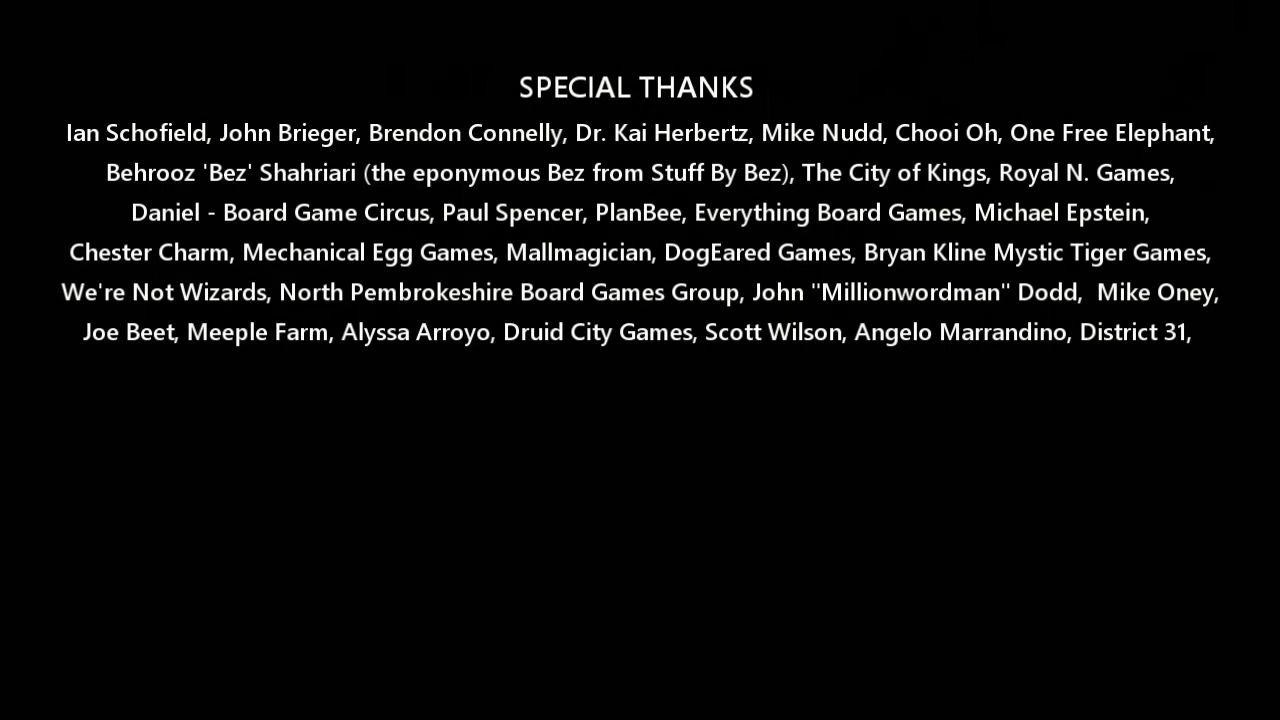 SPECIAL THANKS
Ian Schofield, John Brieger, Brendon Connelly, Dr. Kai Herbertz, Mike Nudd, Chooi Oh, One Free Elephant,
Behrooz 'Bez' Shahriari (the eponymous Bez from Stuff By Bez), The City of Kings, Royal N. Games,
Daniel - Board Game Circus, Paul Spencer, PlanBee, Everything Board Games, Michael Epstein,
Chester Charm, Mechanical Egg Games, Mallmagician, DogEared Games, Bryan Kline Mystic Tiger Games,
We're Not Wizards, North Pembrokeshire Board Games Group, John "Millionwordman" Dodd,  Mike Oney,
Joe Beet, Meeple Farm, Alyssa Arroyo, Druid City Games, Scott Wilson, Angelo Marrandino, District 31,